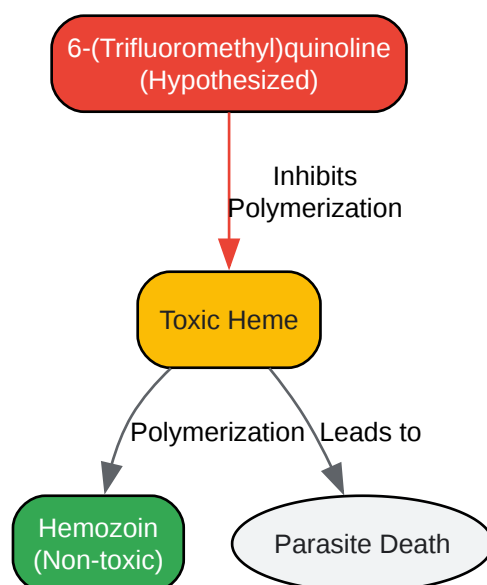 6-(Trifluoromethyl)quinoline
(Hypothesized)
Inhibits
Polymerization
Toxic Heme
Polymerization
Leads to
Hemozoin
(Non-toxic)
Parasite Death